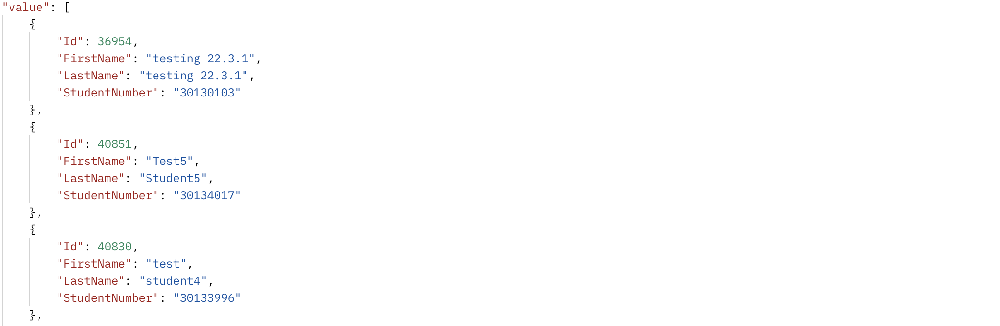 "value": [
{
"Id": 36954,
"FirstName": "testing 22.3.1",
"LastName": "testing 22.3.1",
"StudentNumber": "30130103"
},
{
"Id": 40851,
"FirstName": "Test5",
"LastName": "Student5",
"StudentNumber": "30134017"
},
{
"Id": 40830,
"FirstName": "test",
"LastName": "student4",
"StudentNumber": "30133996"
},